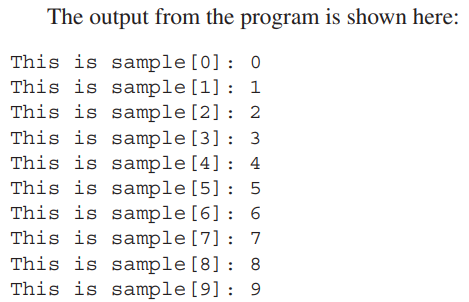 The output from the program is shown here:
This is sample[0]: 0
This is sample[1]: 1
This is sample[2]: 2
This is sample[3]: 3
This is sample[4]: 4
This is sample[5]: 5
This is sample[6]: 6
This is sample[7]: 7
This is sample[8]: 8
This is sample[9]: 9